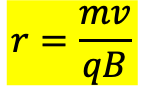 r = mv/qB